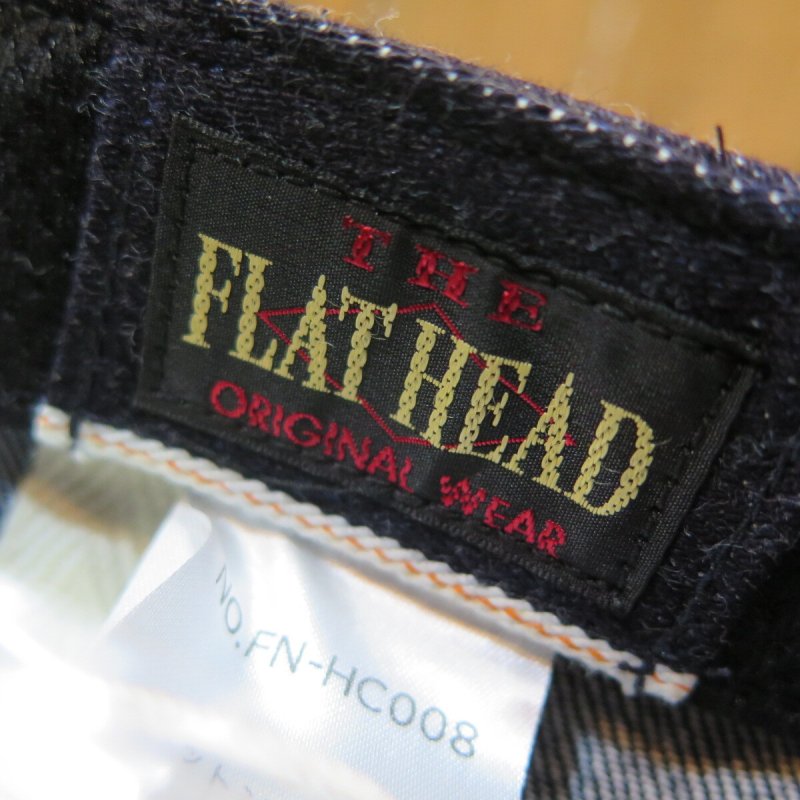 THE
FLAT HEAD
ORIGINAL WEAR
NO.FN-HC008